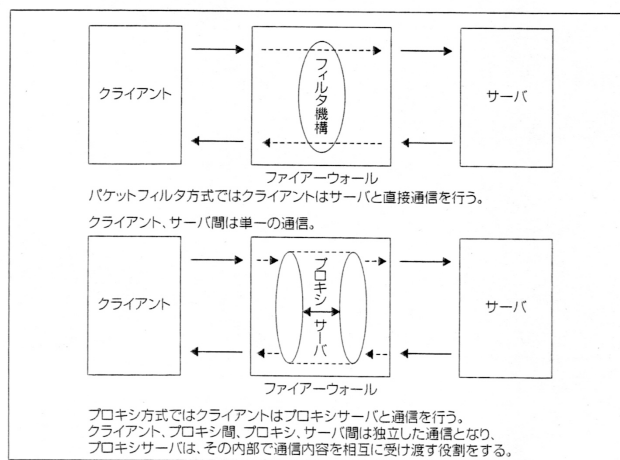 クライアント
フィルタ機構
サーバ
ファイアーウォール
パケットフィルタ方式ではクライアントはサーバと直接通信を行う。
クライアント、サーバ間は単一の通信。
クライアント
プロキシサーバ
サーバ
ファイアーウォール
プロキシ方式ではクライアントはプロキシサーバと通信を行う。
クライアント、プロキシ間、プロキシ、サーバ間は独立した通信となり、
プロキシサーバは、その内部で通信内容を相互に受け渡す役割をする。